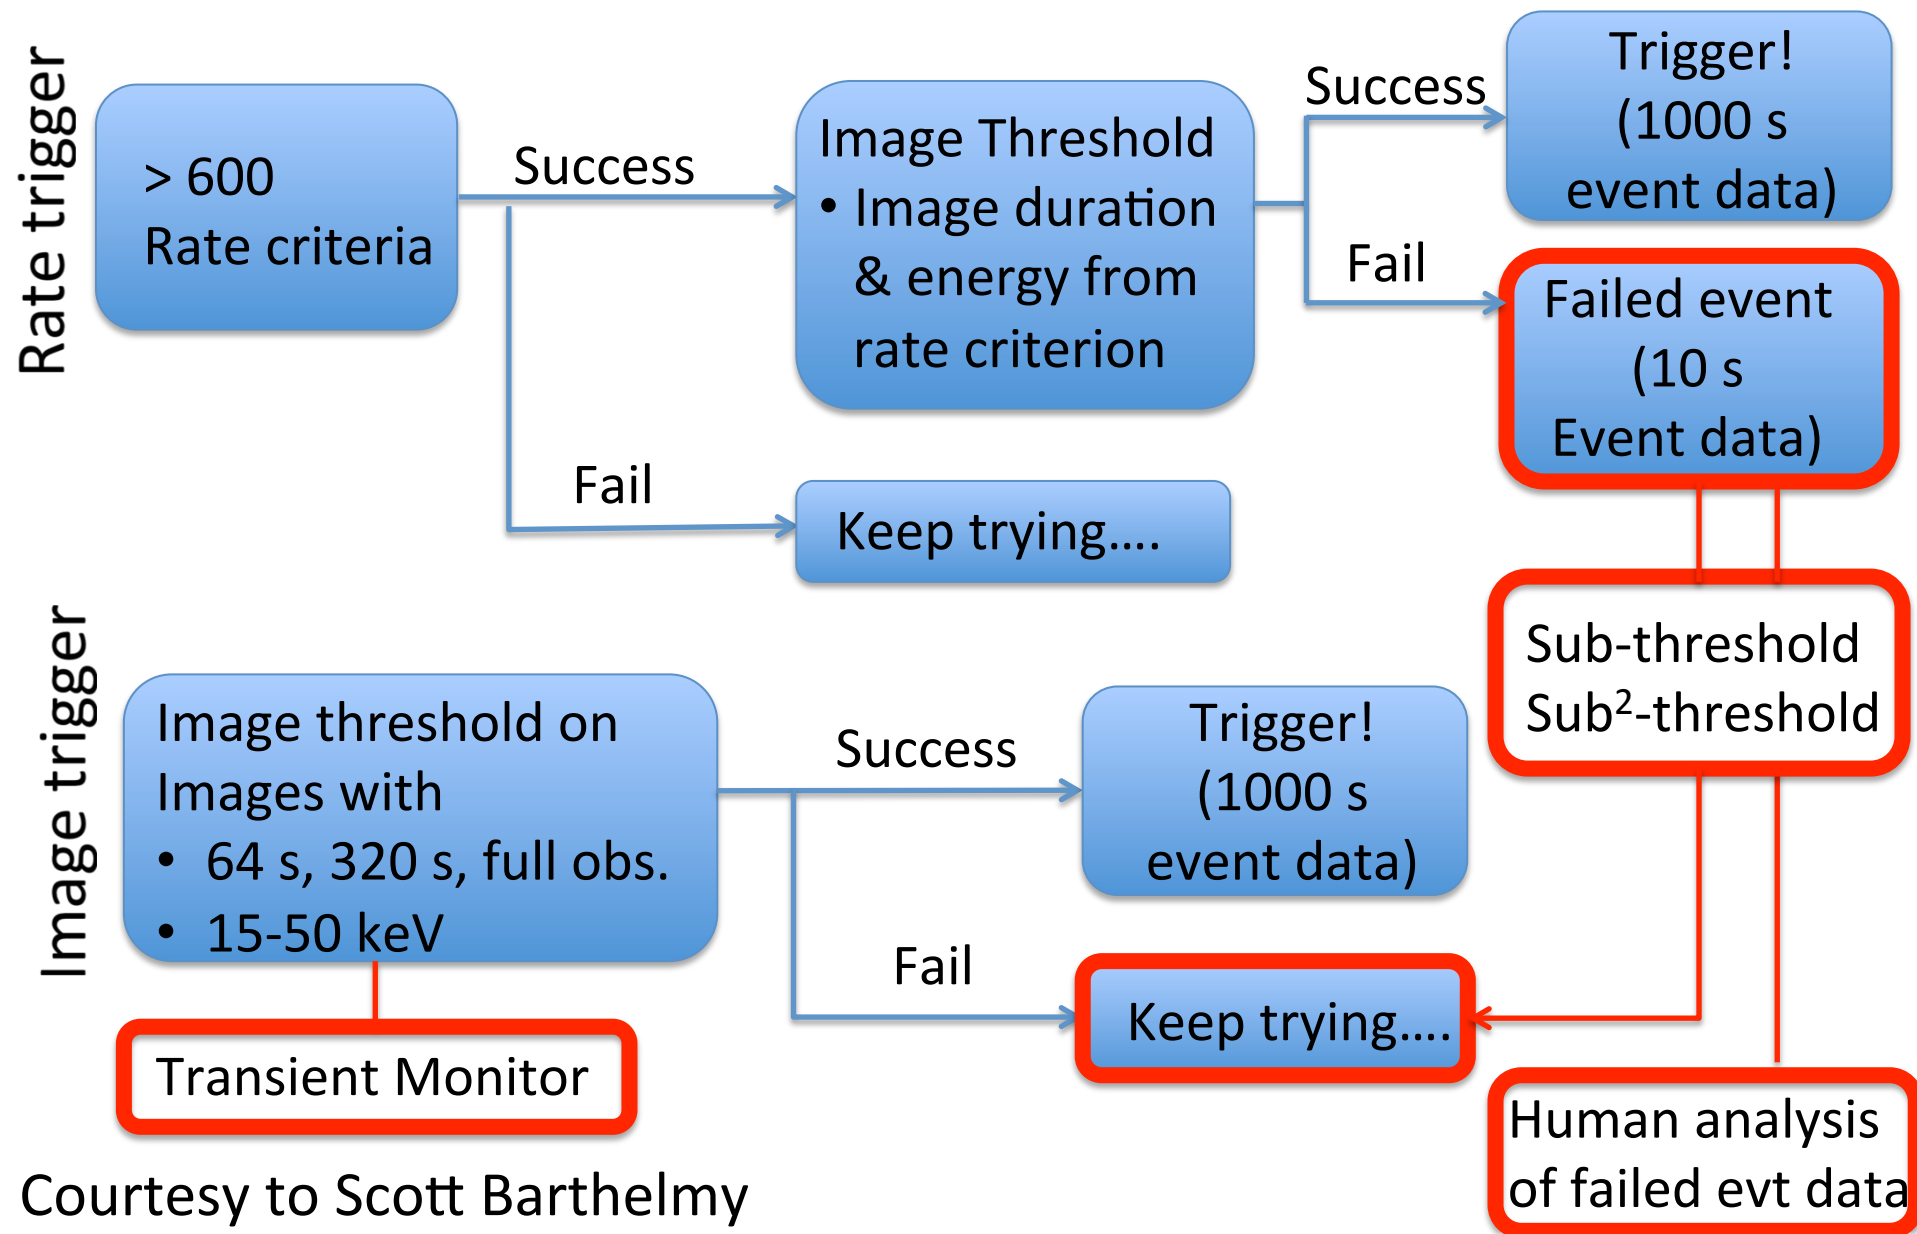 Rate trigger
> 600
Rate criteria
Success
Fail
Image Threshold
• Image duration
& energy from
rate criterion
Keep trying....
Success
Fail
Trigger!
(1000 s
event data)
Failed event
(10 s
Event data)
Sub-threshold
Sub²-threshold
Image trigger
Image threshold on
Images with
• 64 s, 320 s, full obs.
• 15-50 keV
Success
Fail
Trigger!
(1000 s
event data)
Keep trying....
Transient Monitor
Human analysis
of failed evt data
Courtesy to Scott Barthelmy